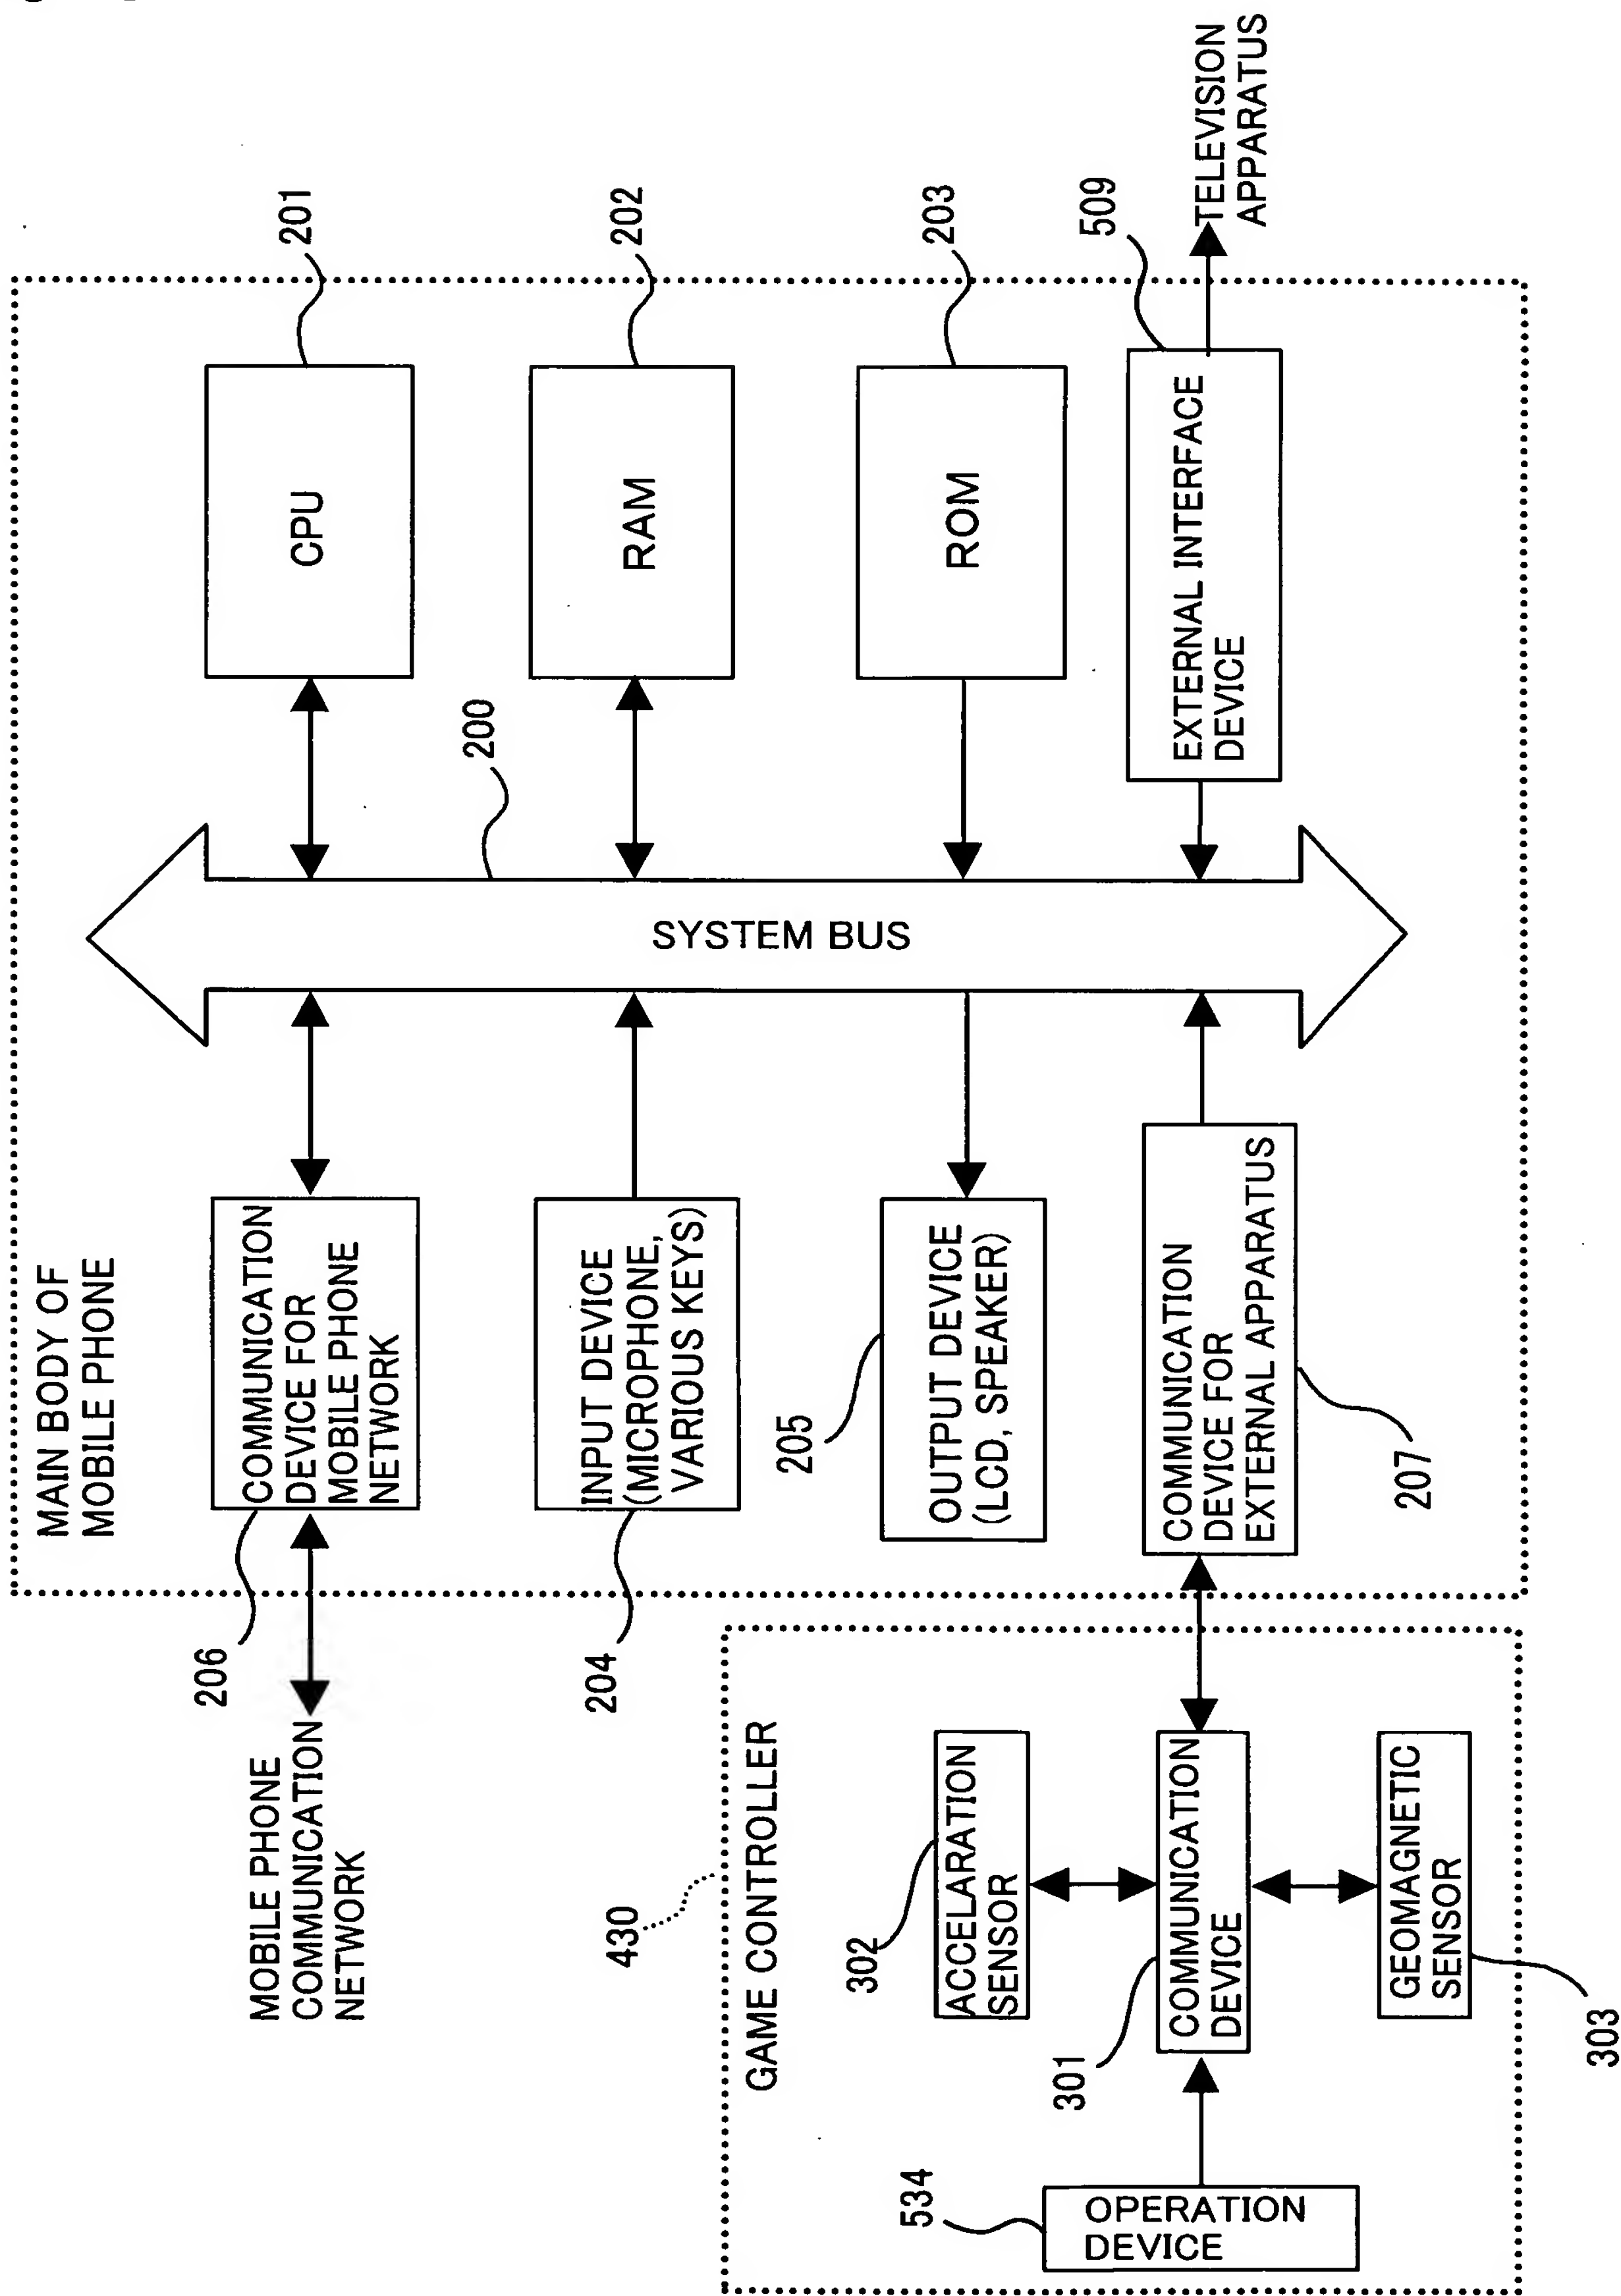 MAIN BODY OF
MOBILE PHONE
MOBILE PHONE
COMMUNICATION
NETWORK
206
COMMUNICATION
DEVICE FOR
MOBILE PHONE
NETWORK
CPU
201
204
INPUT DEVICE
(MICROPHONE,
VARIOUS KEYS)
200
RAM
202
SYSTEM BUS
205
OUTPUT DEVICE
(LCD, SPEAKER)
ROM
203
COMMUNICATION
DEVICE FOR
EXTERNAL APPARATUS
207
EXTERNAL INTERFACE
DEVICE
509
TELEVISION
APPARATUS
430
GAME CONTROLLER
302
ACCELARATION
SENSOR
534
OPERATION
DEVICE
301
COMMUNICATION
DEVICE
GEOMAGNETIC
SENSOR
303